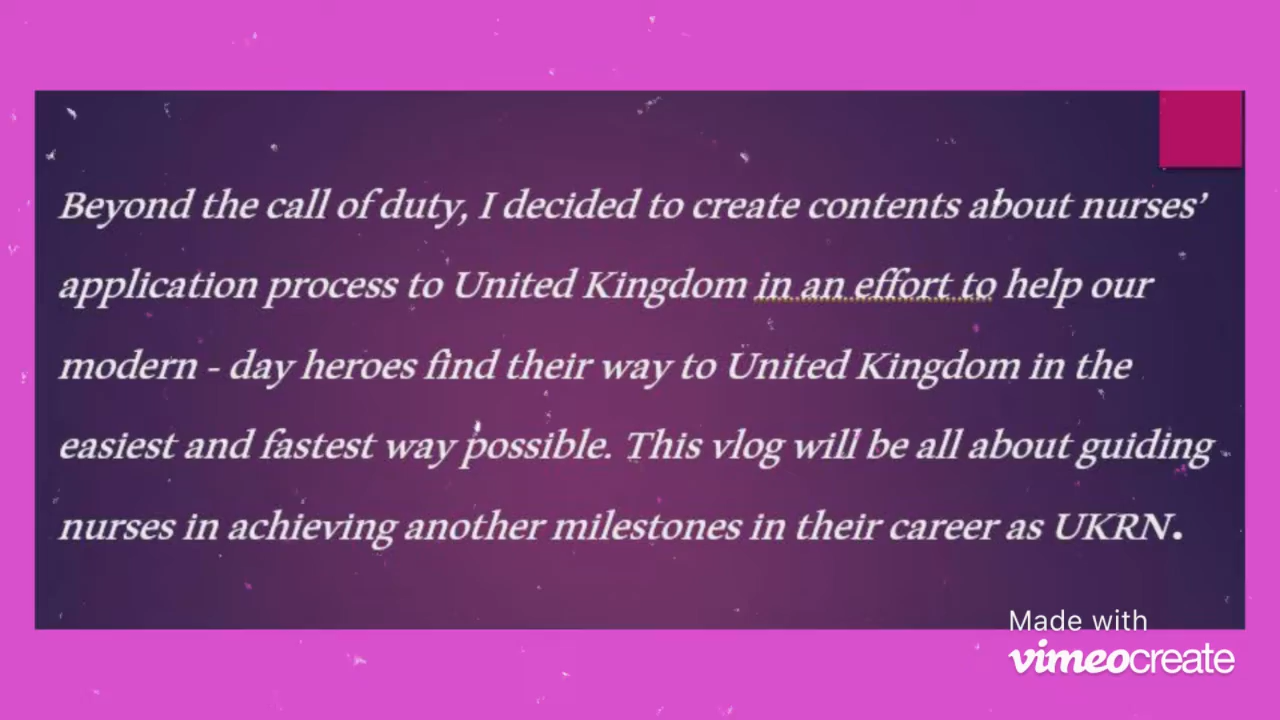 Beyond the call of duty, I decided to create contents about nurses’
application process to United Kingdom in an effort to help our
modern - day heroes find their way to United Kingdom in the
easiest and fastest way possible. This vlog will be all about guiding
nurses in achieving another milestones in their career as UKRN.
Made with
vimeocreate